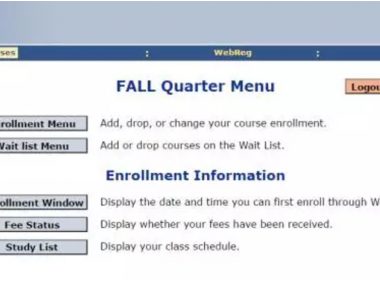 ses : WebReg :
FALL Quarter Menu Logou
rollment Menu Add, drop, or change your course enrollment.
Wait list Menu Add or drop courses on the Wait List.
Enrollment Information
ollment Window Display the date and time you can first enroll through W
Fee Status Display whether your fees have been received.
Study List Display your class schedule.